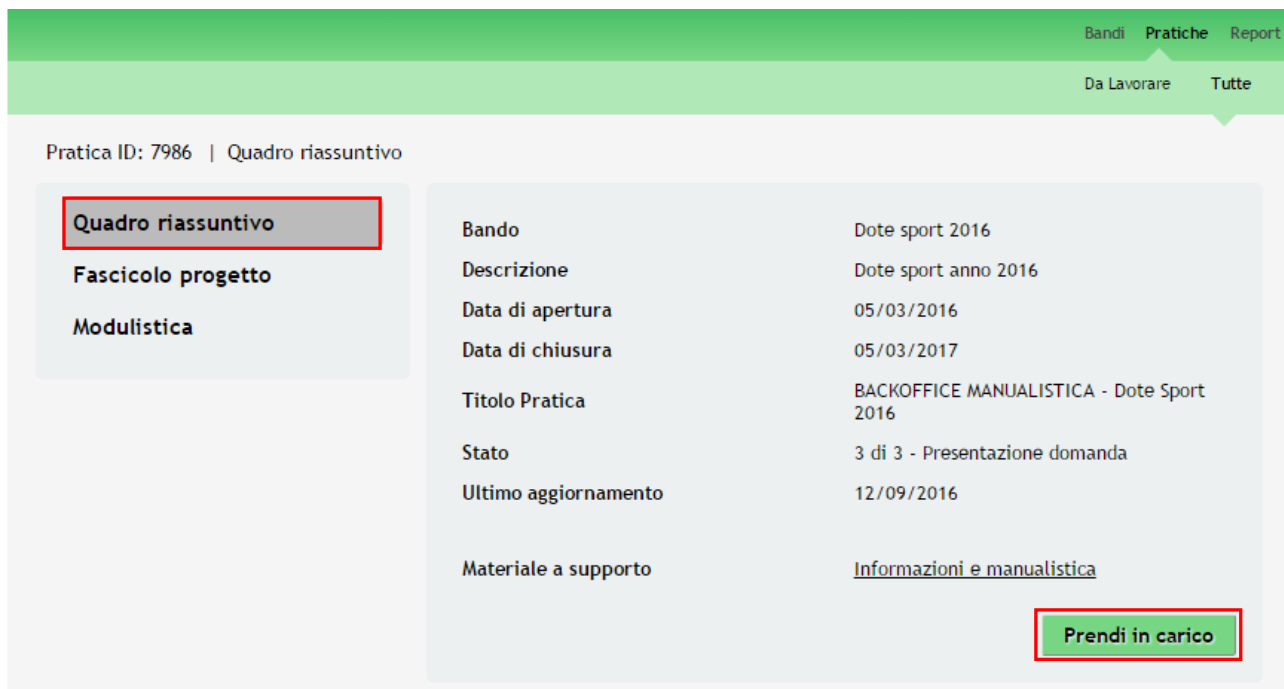 Bandi Pratiche Report
Da Lavorare Tutte
Pratica ID: 7986 | Quadro riassuntivo
Quadro riassuntivo
Fascicolo progetto
Modulistica
Bando Dote sport 2016
Descrizione Dote sport anno 2016
Data di apertura 05/03/2016
Data di chiusura 05/03/2017
Titolo Pratica BACKOFFICE MANUALISTICA - Dote Sport
2016
Stato 3 di 3 - Presentazione domanda
Ultimo aggiornamento 12/09/2016
Materiale a supporto Informazioni e manualistica
Prendi in carico